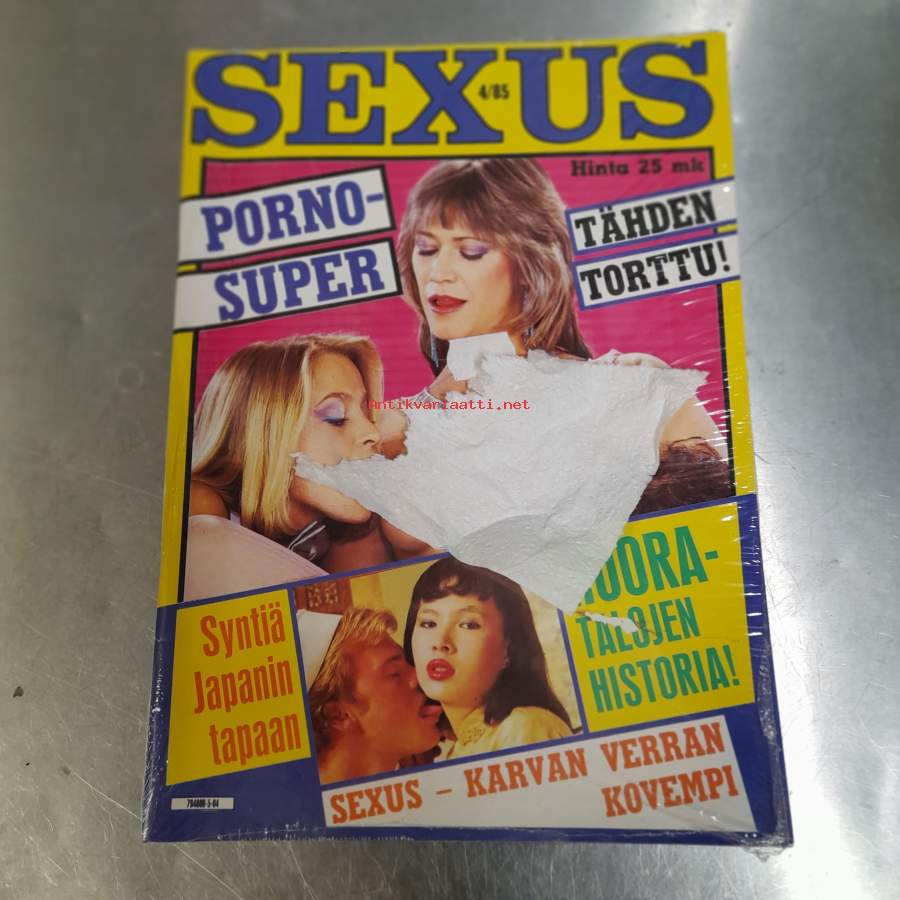 SEXUS
4/85
Hinta 25 mk
PORNO-
SUPER
TÄHDEN
TORTTU!
Antikvariaatti.net
TALOJEN
HISTORIA!
Syntiä
Japanin
tapaan
SEXUS – KARVAN VERRAN
KOVEMPI